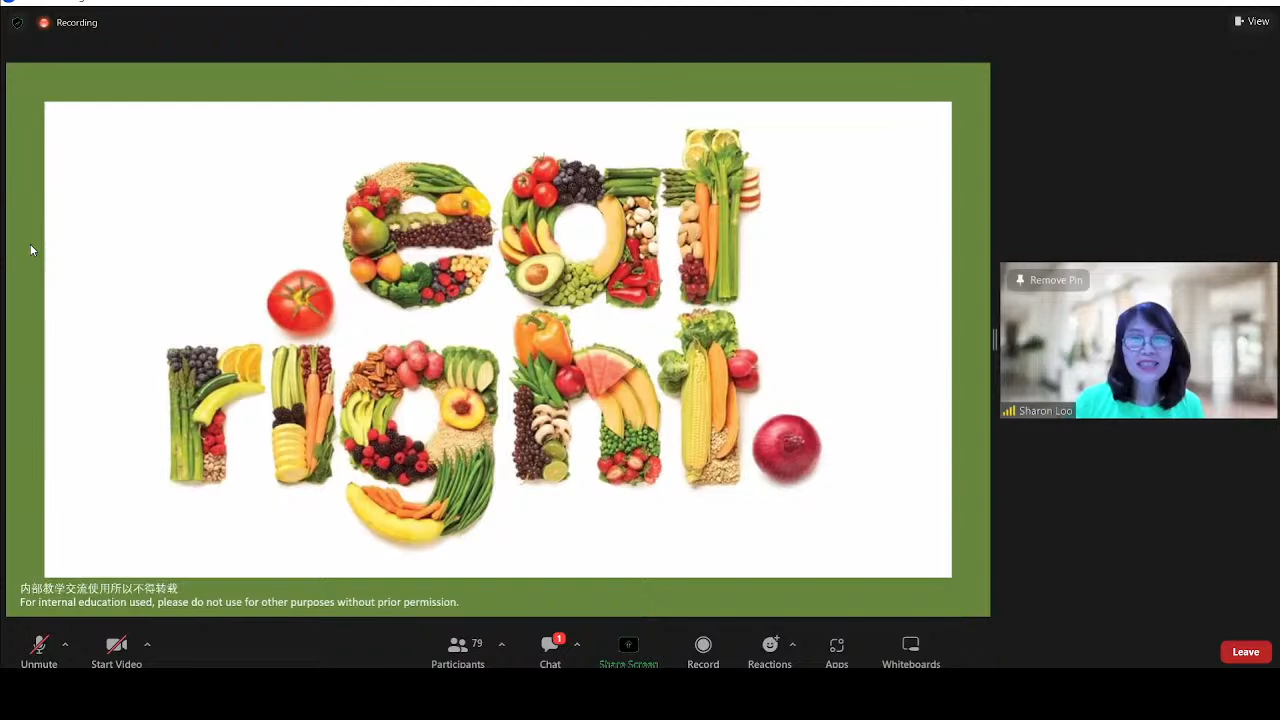 Recording
View
eat
right.
Remove Pin
Sharon Loo
内部教学交流使用所以不得转载
For internal education used, please do not use for other purposes without prior permission.
Unmute
Start Video
Participants
79
Chat
1
Share Screen
Record
Reactions
Apps
Whiteboards
Leave